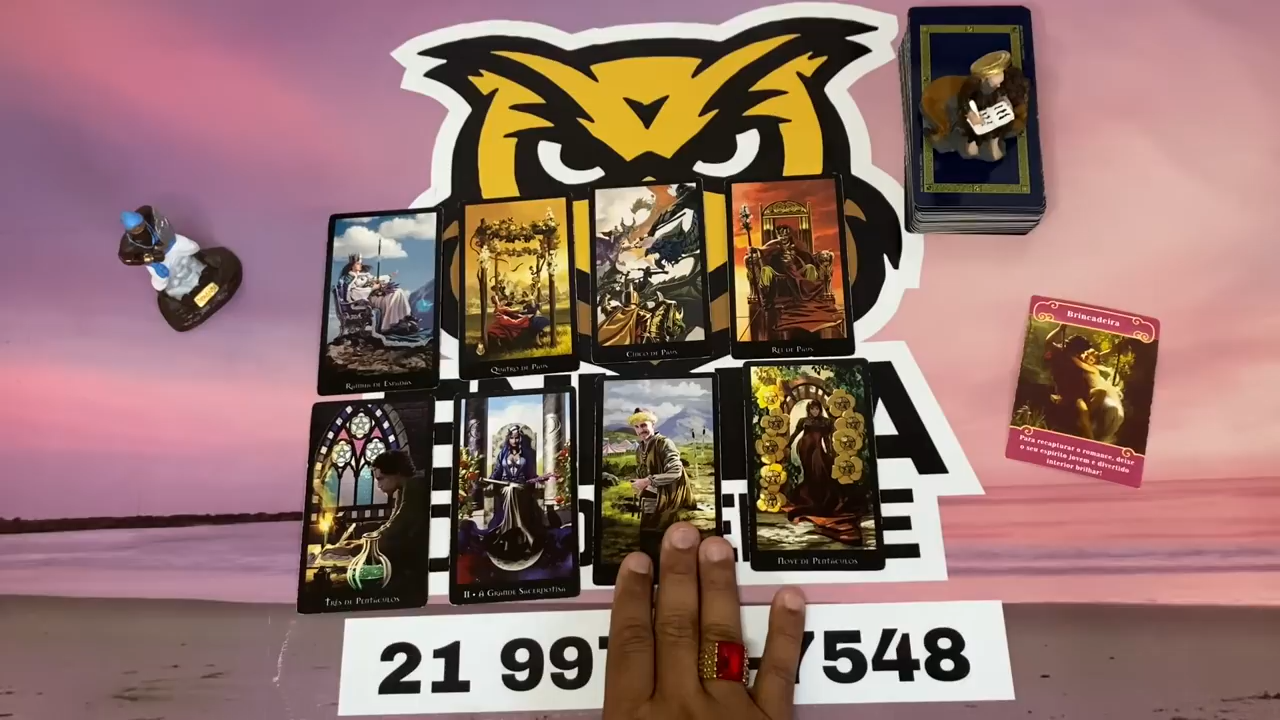 RAINHA DE ESPADAS
QUATRO DE PAUS
CINCO DE PAUS
REI DE PAUS
TRÊS DE PENTÁCULOS
II • A GRANDE SACERDOTISA
NOVE DE PENTÁCULOS
Brincadeira
Para recapturar o romance, deixe
o seu espírito jovem e divertido
interior brilhar!
21 99 7548